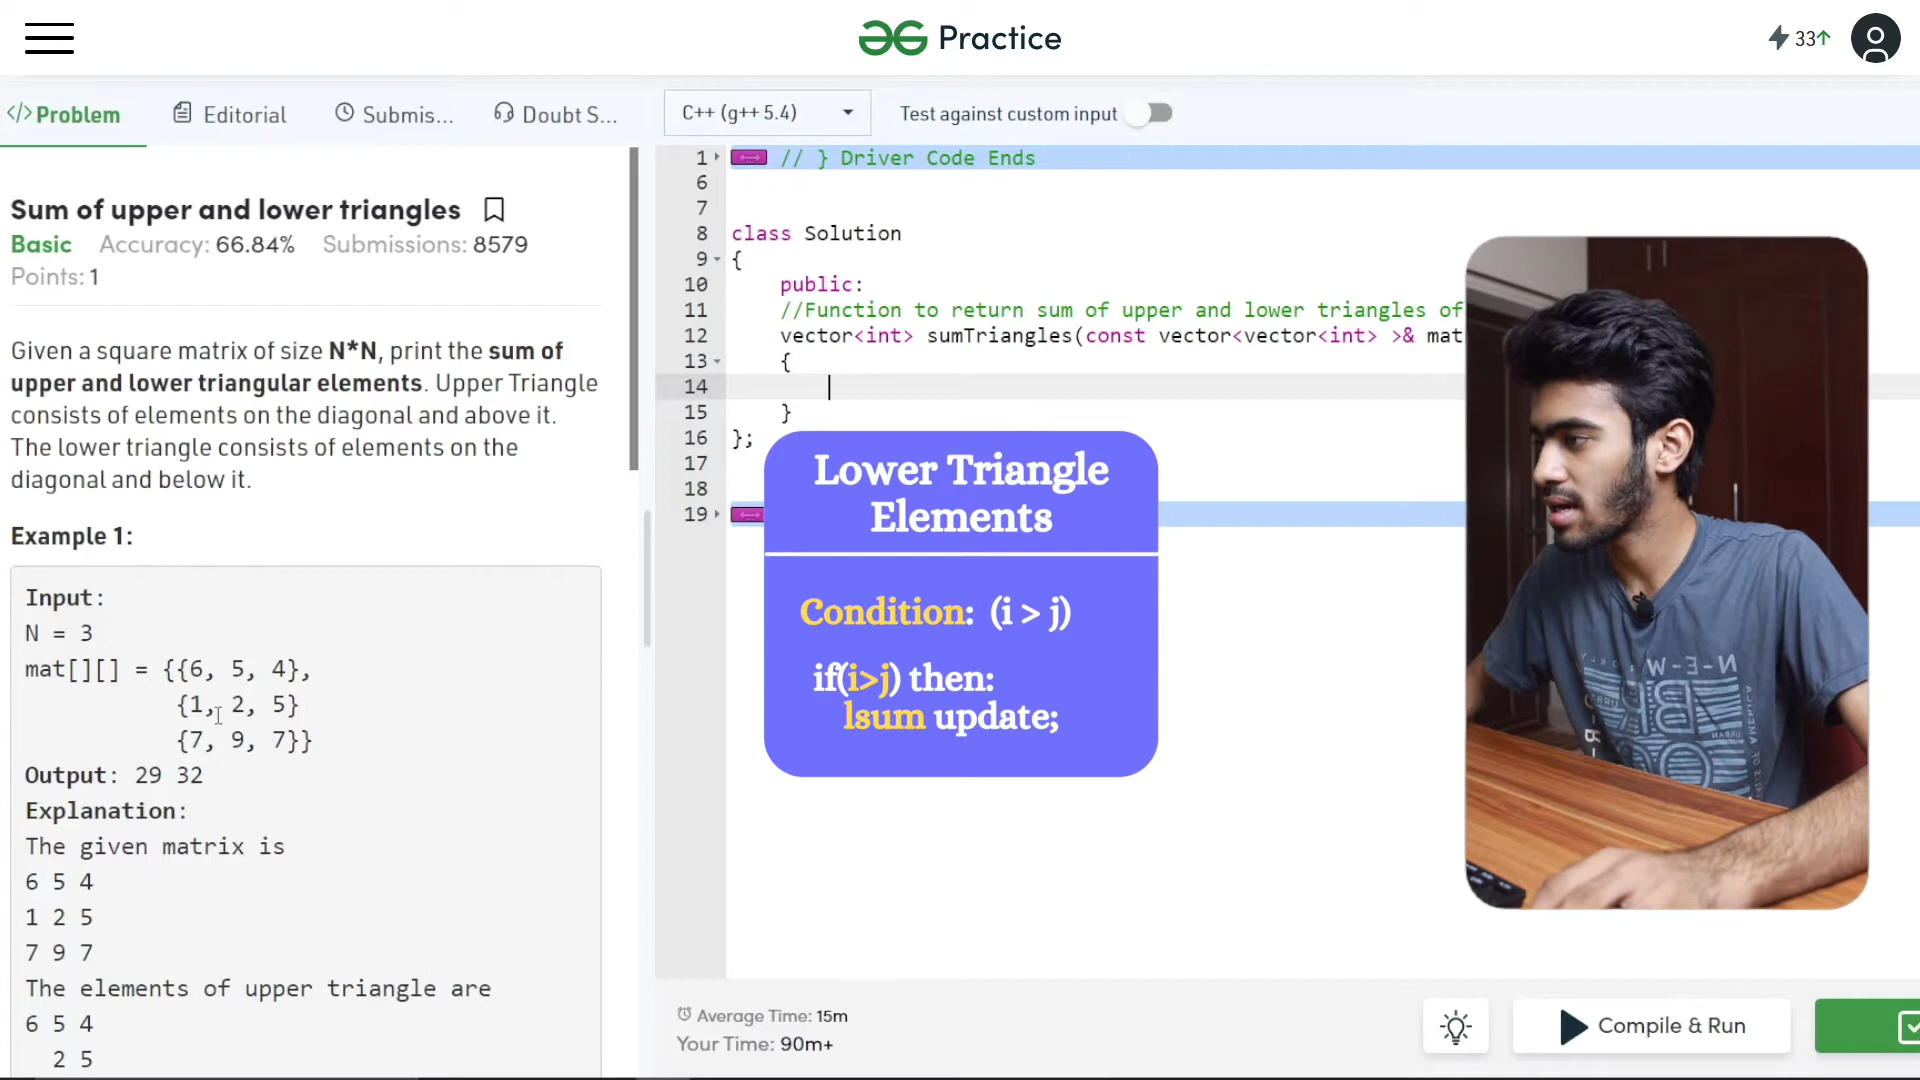 Practice
33↑
</> Problem
Editorial
Submis...
Doubt S...
C++ (g++ 5.4)
Test against custom input
Sum of upper and lower triangles
Basic Accuracy: 66.84% Submissions: 8579
Points: 1
Given a square matrix of size N*N, print the sum of
upper and lower triangular elements. Upper Triangle
consists of elements on the diagonal and above it.
The lower triangle consists of elements on the
diagonal and below it.
Example 1:
Input:
N = 3
mat[][] = {{6, 5, 4},
{1, 2, 5}
{7, 9, 7}}
Output: 29 32
Explanation:
The given matrix is
6 5 4
1 2 5
7 9 7
The elements of upper triangle are
6 5 4
2 5
1 // } Driver Code Ends
6
7
8 class Solution
9 {
10 public:
11 //Function to return sum of upper and lower triangles of
12 vector<int> sumTriangles(const vector<vector<int> >& mat
13 {
14
15 }
16 };
17
18
19
Lower Triangle
Elements
Condition: (i > j)
if(i>j) then:
lsum update;
Average Time: 15m
Your Time: 90m+
Compile & Run